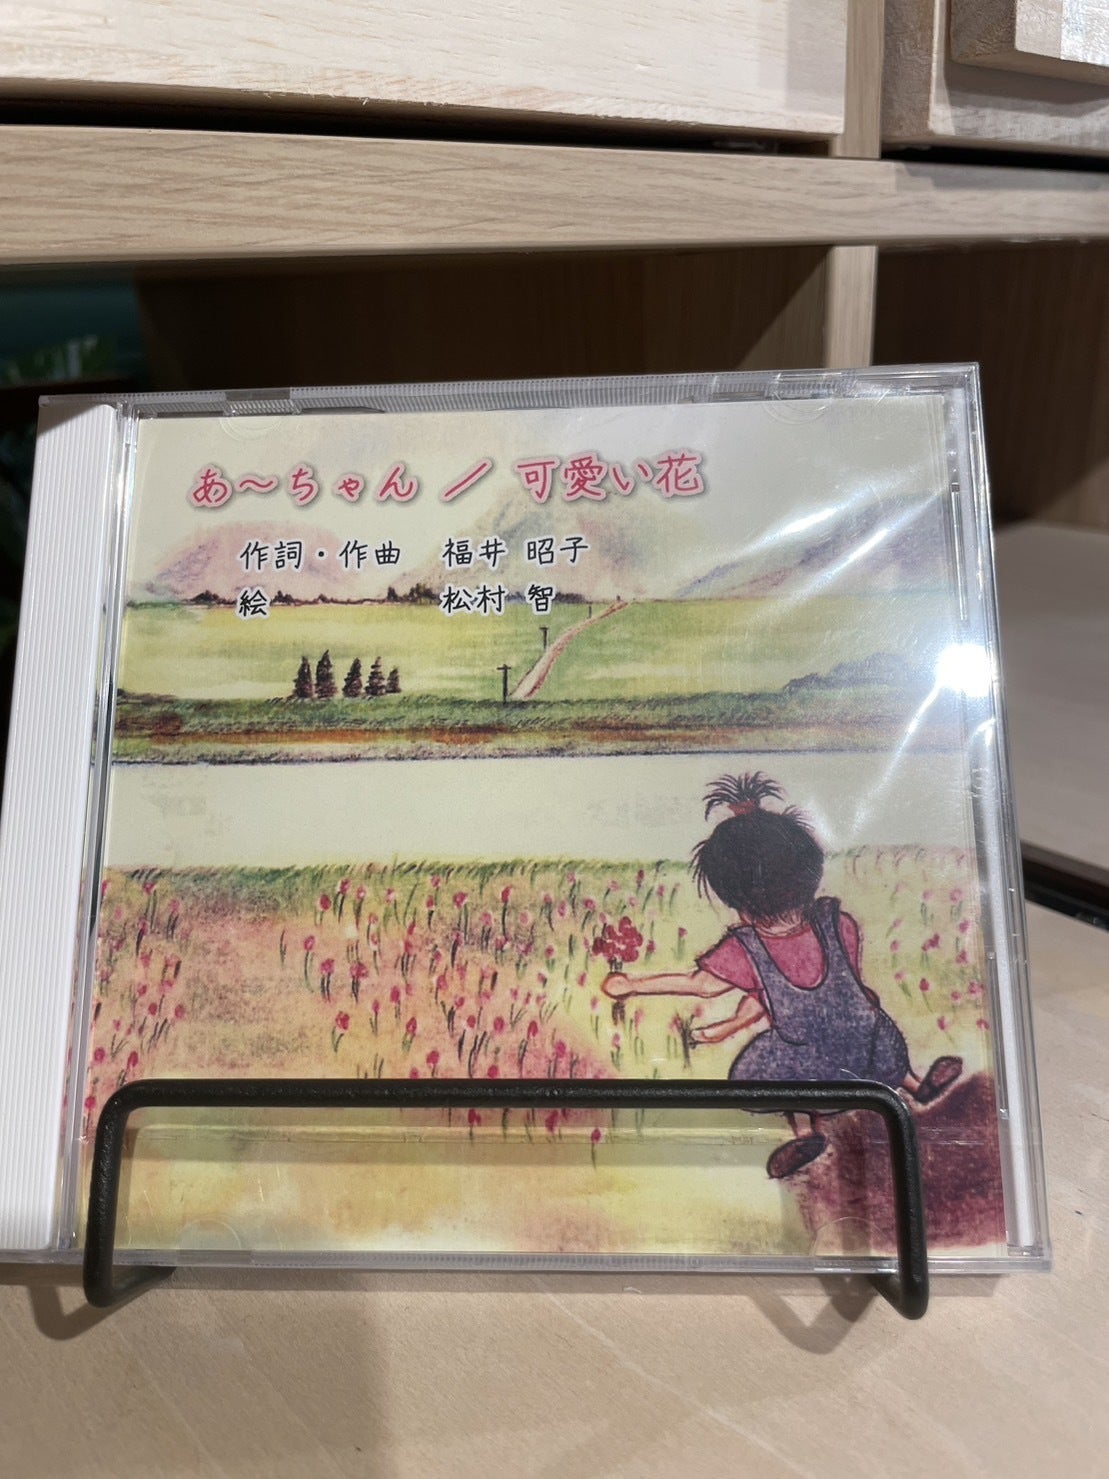 あ～ちゃん／可愛い花
作詞・作曲 福井 昭子
絵 松村 智